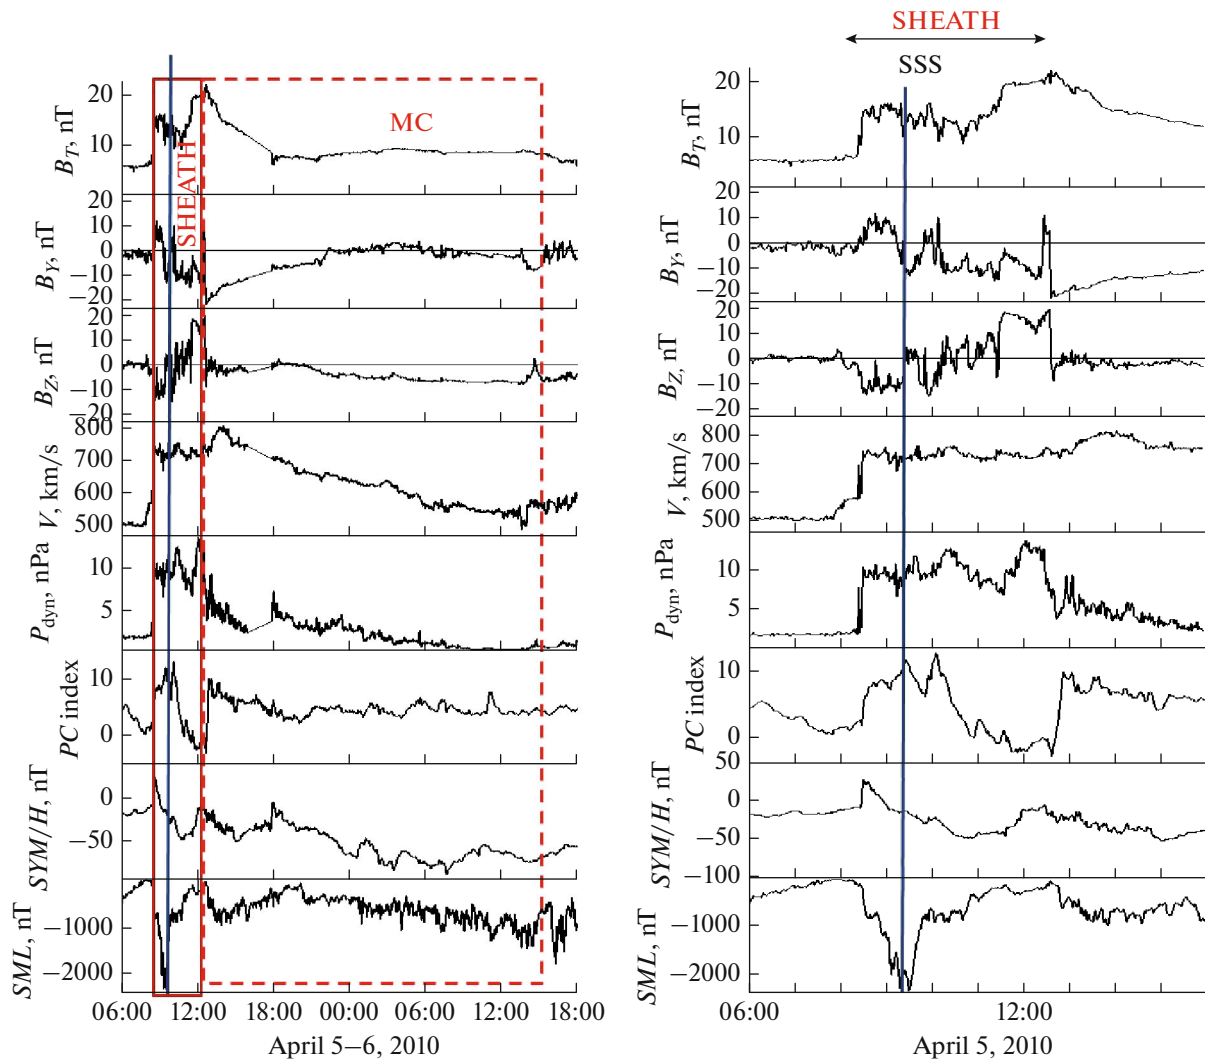 SHEATH
SSS
MC
SHEATH
B_T, nT
20
10
0
B_Y, nT
20
10
0
−10
−20
B_Z, nT
20
10
0
−10
−20
V, km/s
800
700
600
500
P_dyn, nPa
10
5
PC index
10
0
SYM/H, nT
0
−50
SML, nT
−1000
−2000
06:00 12:00 18:00 00:00 06:00 12:00 18:00
April 5–6, 2010
B_T, nT
20
10
B_Y, nT
20
10
0
−10
−20
B_Z, nT
20
10
0
−10
−20
V, km/s
800
700
600
500
P_dyn, nPa
10
5
PC index
10
0
SYM/H, nT
50
0
−50
−100
SML, nT
−1000
−2000
06:00 12:00
April 5, 2010